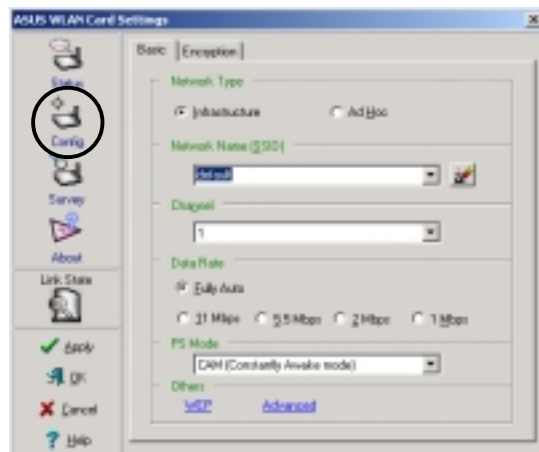 ASUS WLAN Card Settings
Status
Config
Survey
About
Link State
Apply
OK
Cancel
Help
Basic
Encryption
Network Type
Infrastructure
Ad Hoc
Network Name (SSID)
default
Channel
1
Data Rate
Fully Auto
11 Mbps 5.5 Mbps 2 Mbps 1 Mbps
PS Mode
CAM (Constantly Awake mode)
Others
WEP Advanced